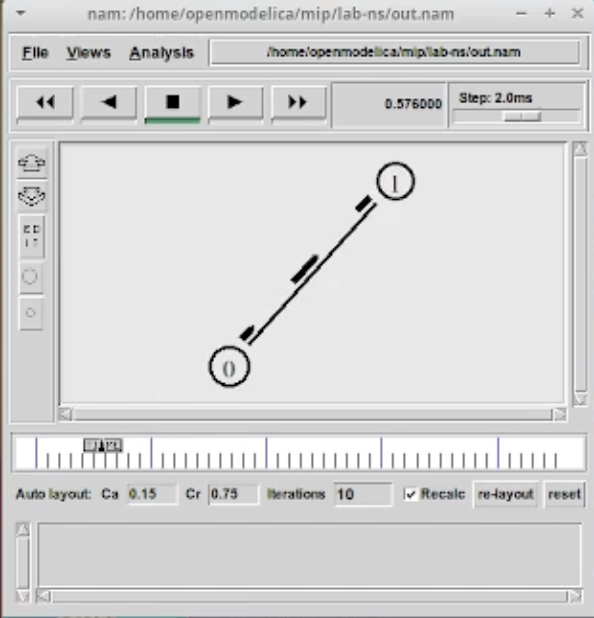 nam: /home/openmodelica/mip/lab-ns/out.nam
File Views Analysis /home/openmodelica/mip/lab-ns/out.nam
0.576000 Step: 2.0ms
1
ED
IT
0
TIME
Auto layout: Ca 0.15 Cr 0.75 Iterations 10 Recalc re-layout reset